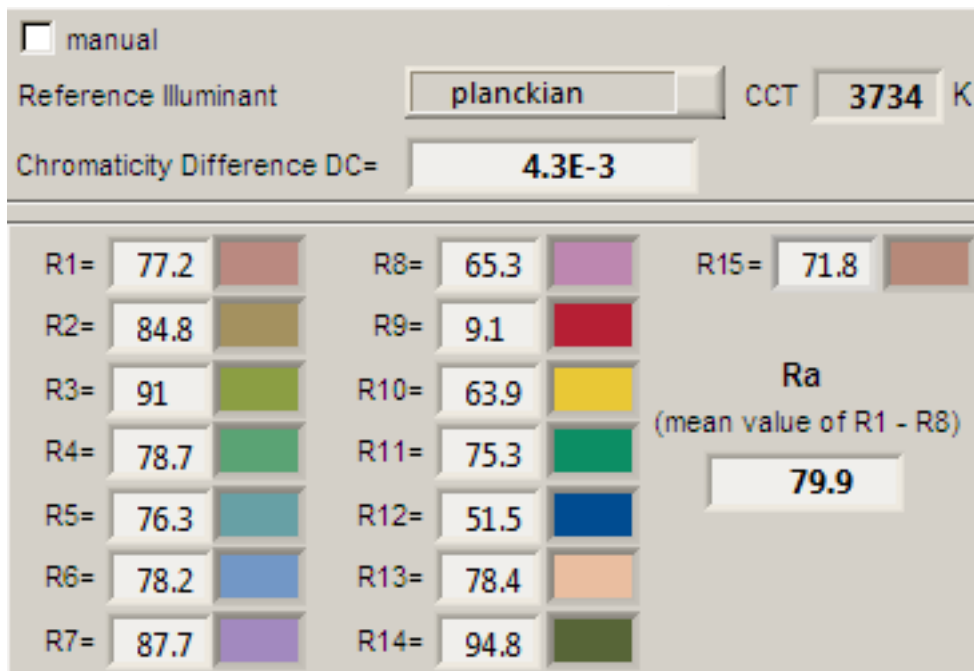 manual
Reference Illuminant planckian CCT 3734 K
Chromaticity Difference DC= 4.3E-3
R1= 77.2 R8= 65.3 R15= 71.8
R2= 84.8 R9= 9.1
R3= 91 R10= 63.9 Ra
(mean value of R1 - R8)
R4= 78.7 R11= 75.3
79.9
R5= 76.3 R12= 51.5
R6= 78.2 R13= 78.4
R7= 87.7 R14= 94.8